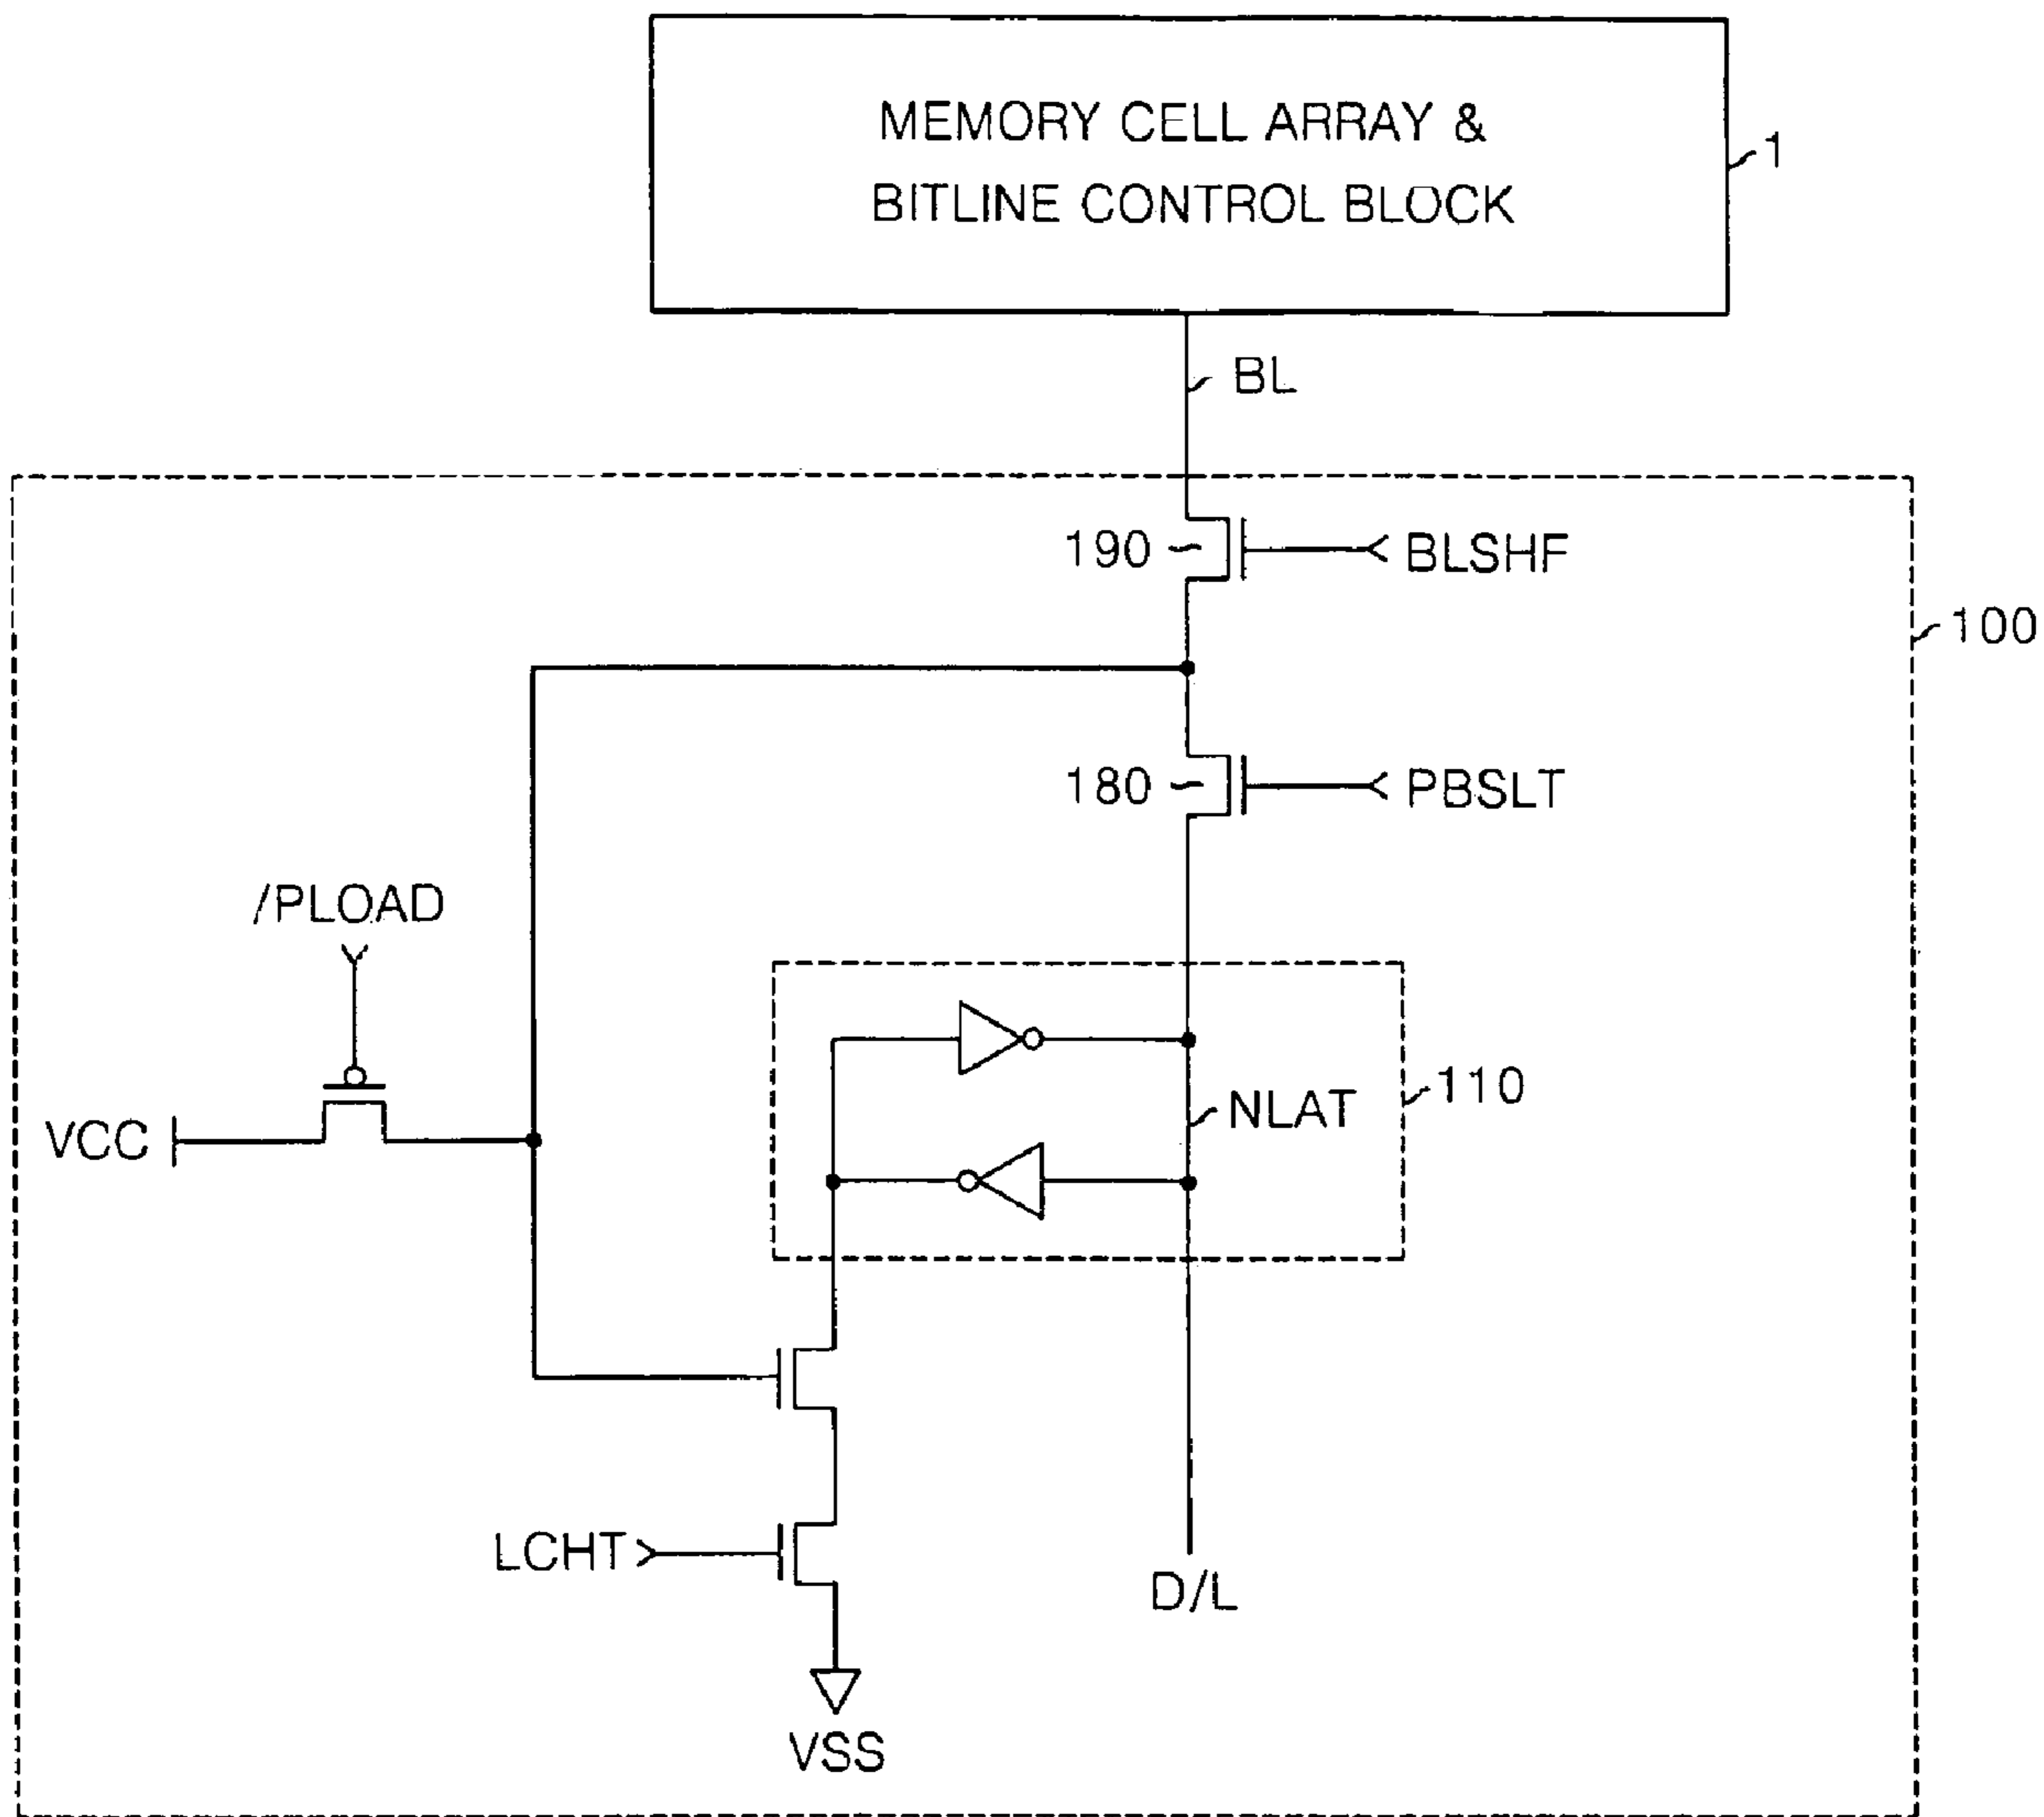 MEMORY CELL ARRAY &
BITLINE CONTROL BLOCK
1
BL
190
BLSHF
100
180
PBSLT
/PLOAD
110
NLAT
VCC
LCHT
D/L
VSS